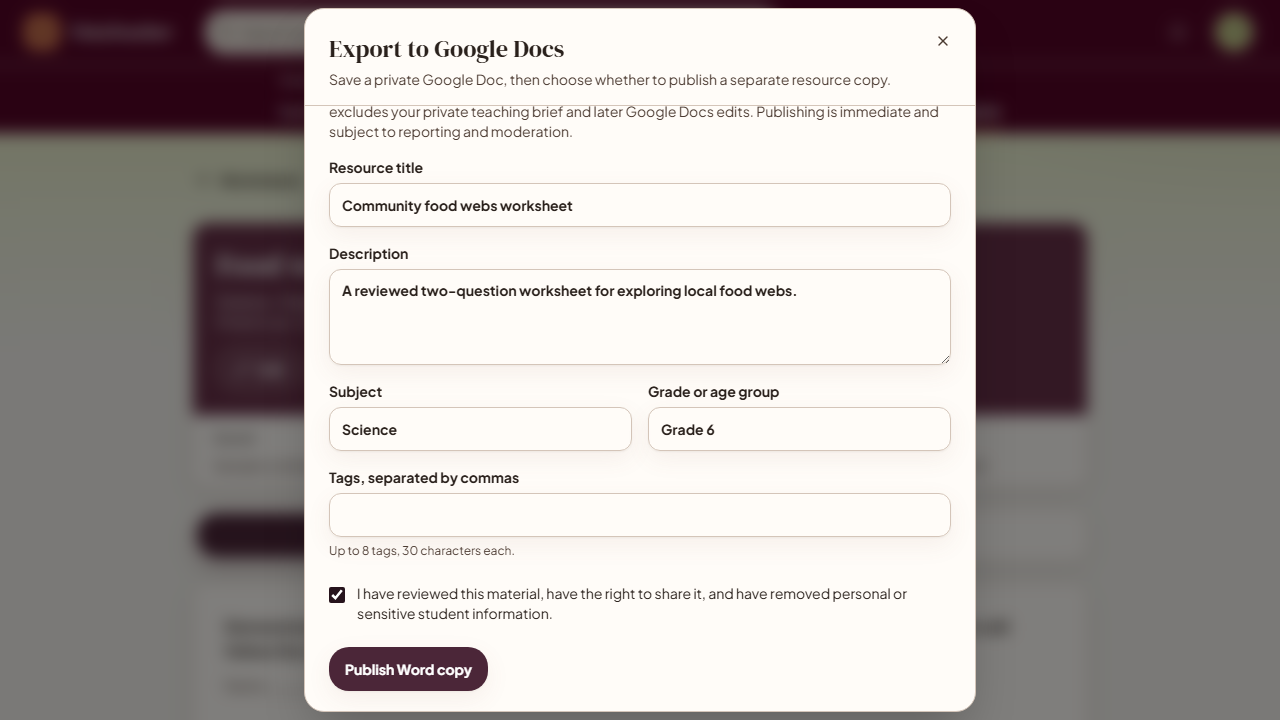 Export to Google Docs
Save a private Google Doc, then choose whether to publish a separate resource copy.
excludes your private teaching brief and later Google Docs edits. Publishing is immediate and
subject to reporting and moderation.
Resource title
Community food webs worksheet
Description
A reviewed two-question worksheet for exploring local food webs.
Subject
Grade or age group
Science
Grade 6
Tags, separated by commas
Up to 8 tags, 30 characters each.
I have reviewed this material, have the right to share it, and have removed personal or
sensitive student information.
Publish Word copy